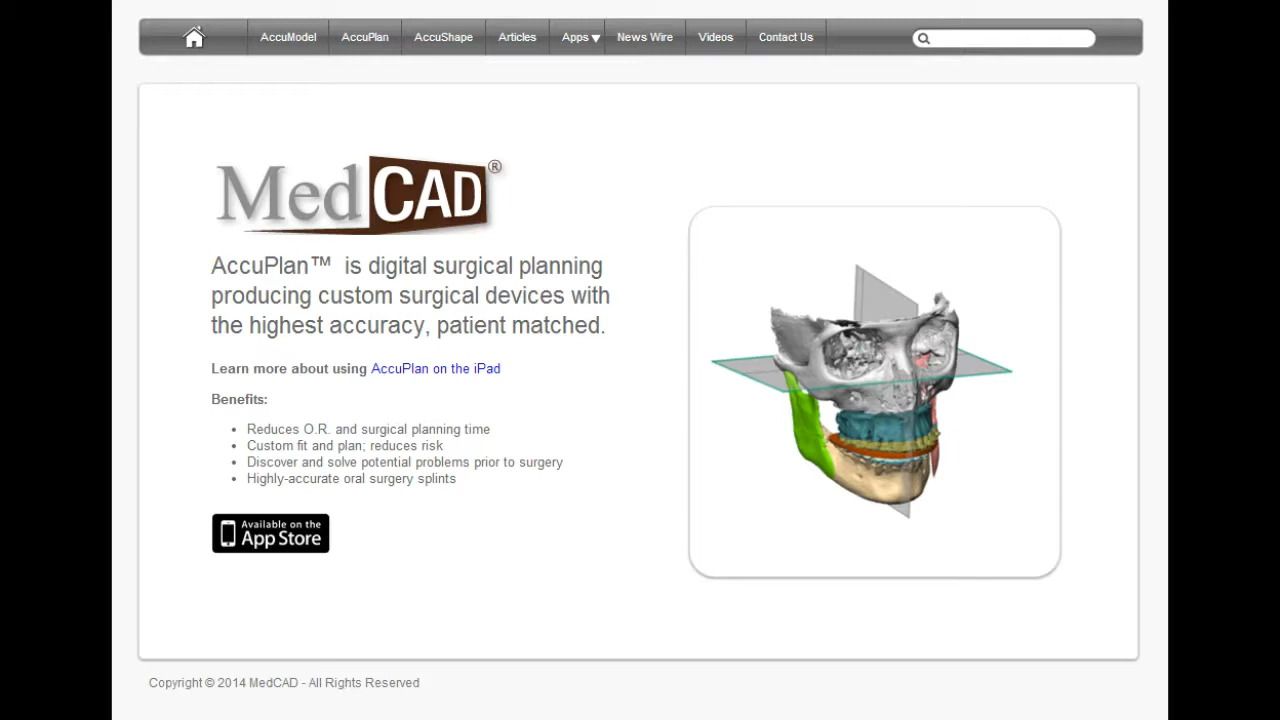 AccuModel AccuPlan AccuShape Articles Apps News Wire Videos Contact Us
MedCAD®
AccuPlan™ is digital surgical planning
producing custom surgical devices with
the highest accuracy, patient matched.
Learn more about using AccuPlan on the iPad
Benefits:
• Reduces O.R. and surgical planning time
• Custom fit and plan; reduces risk
• Discover and solve potential problems prior to surgery
• Highly-accurate oral surgery splints
Available on the
App Store
Copyright © 2014 MedCAD - All Rights Reserved